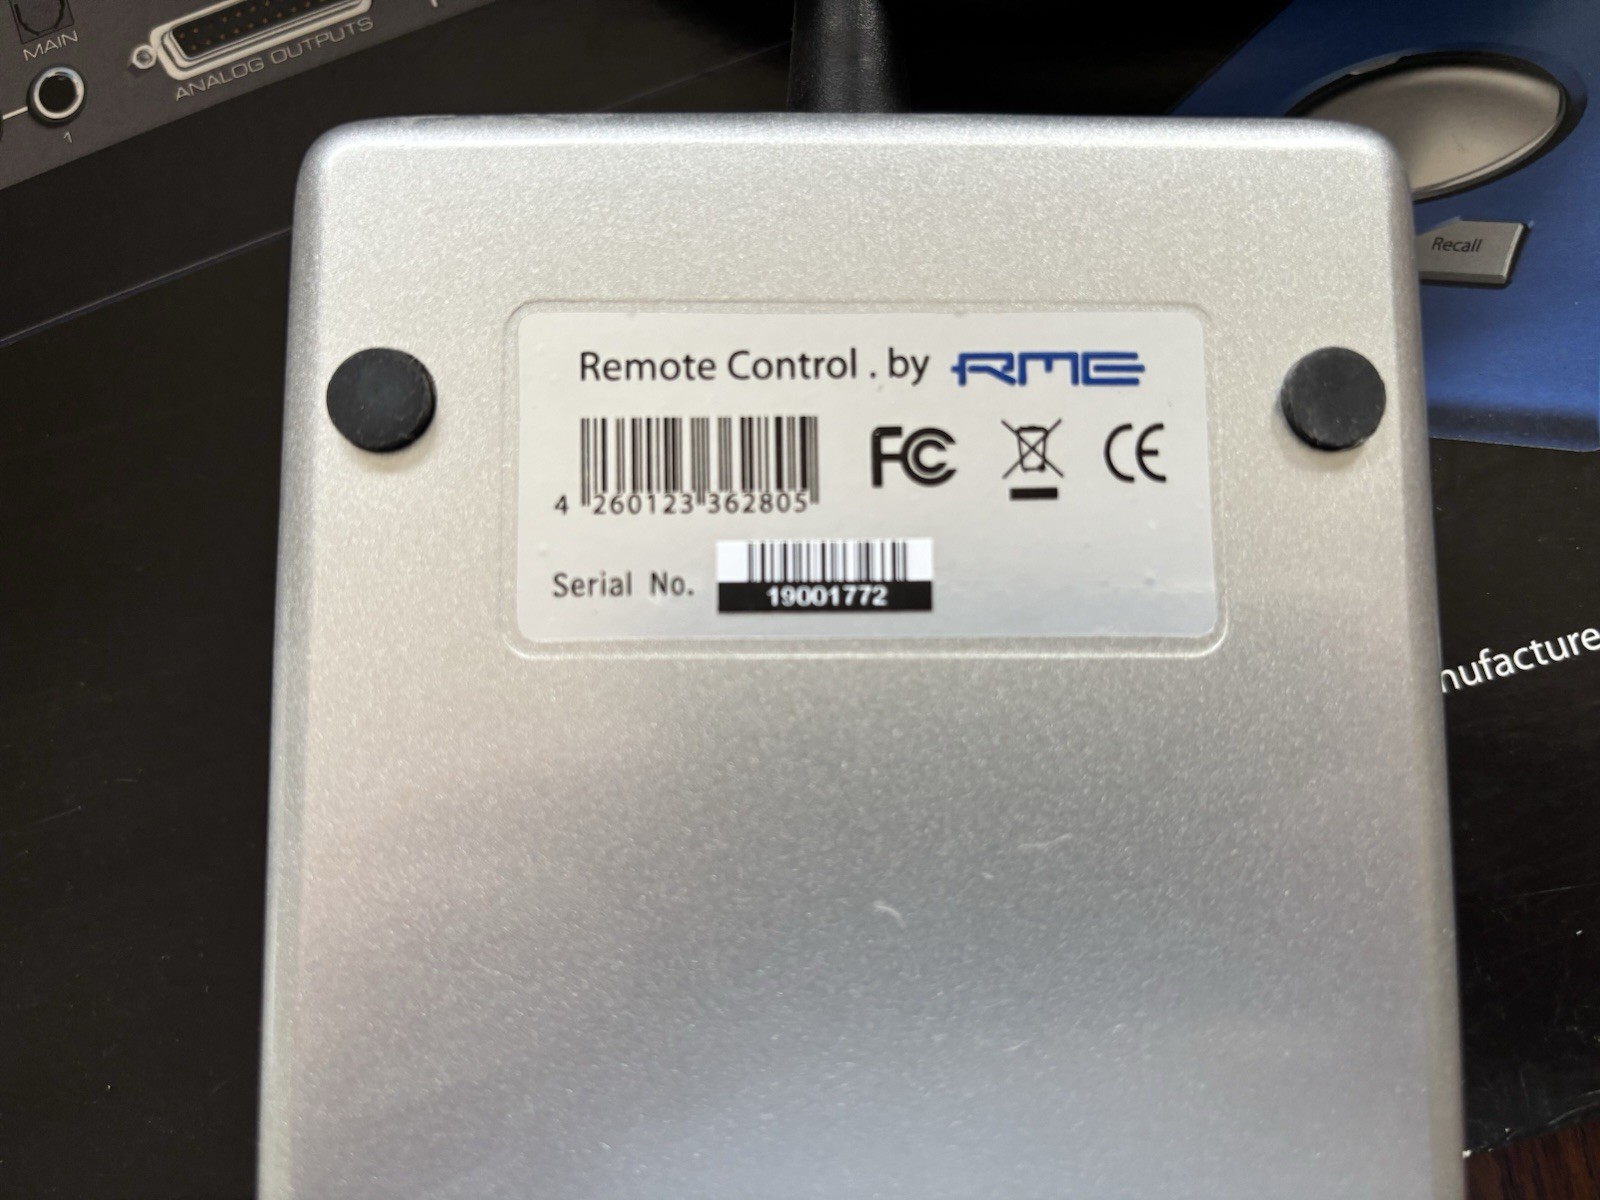 MAIN
ANALOG OUTPUTS
1
Recall
Remote Control . by RME
FC CE
4 260123 362805
Serial No. 19001772
nufacture